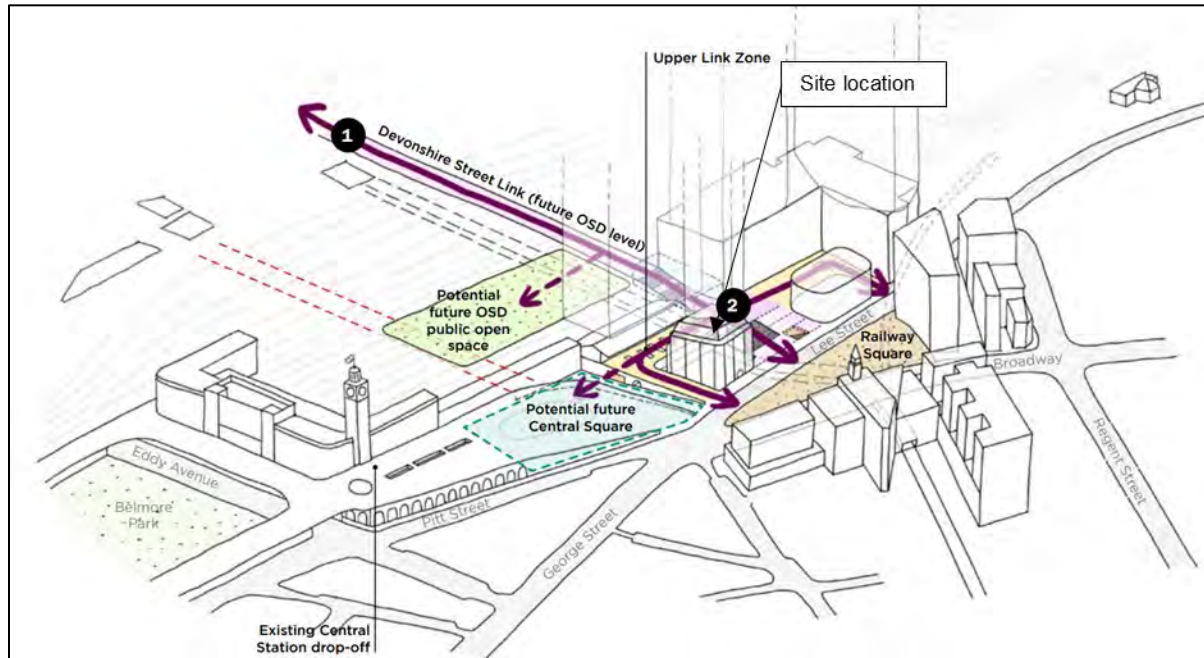 Upper Link Zone
Site location
1
Devonshire Street Link (future OSD level)
Potential
future OSD
public open
space
2
Lee Street
Railway
Square
Broadway
Potential future
Central Square
Regent Street
Eddy Avenue
Belmore
Park
Pitt Street
George Street
Existing Central
Station drop-off